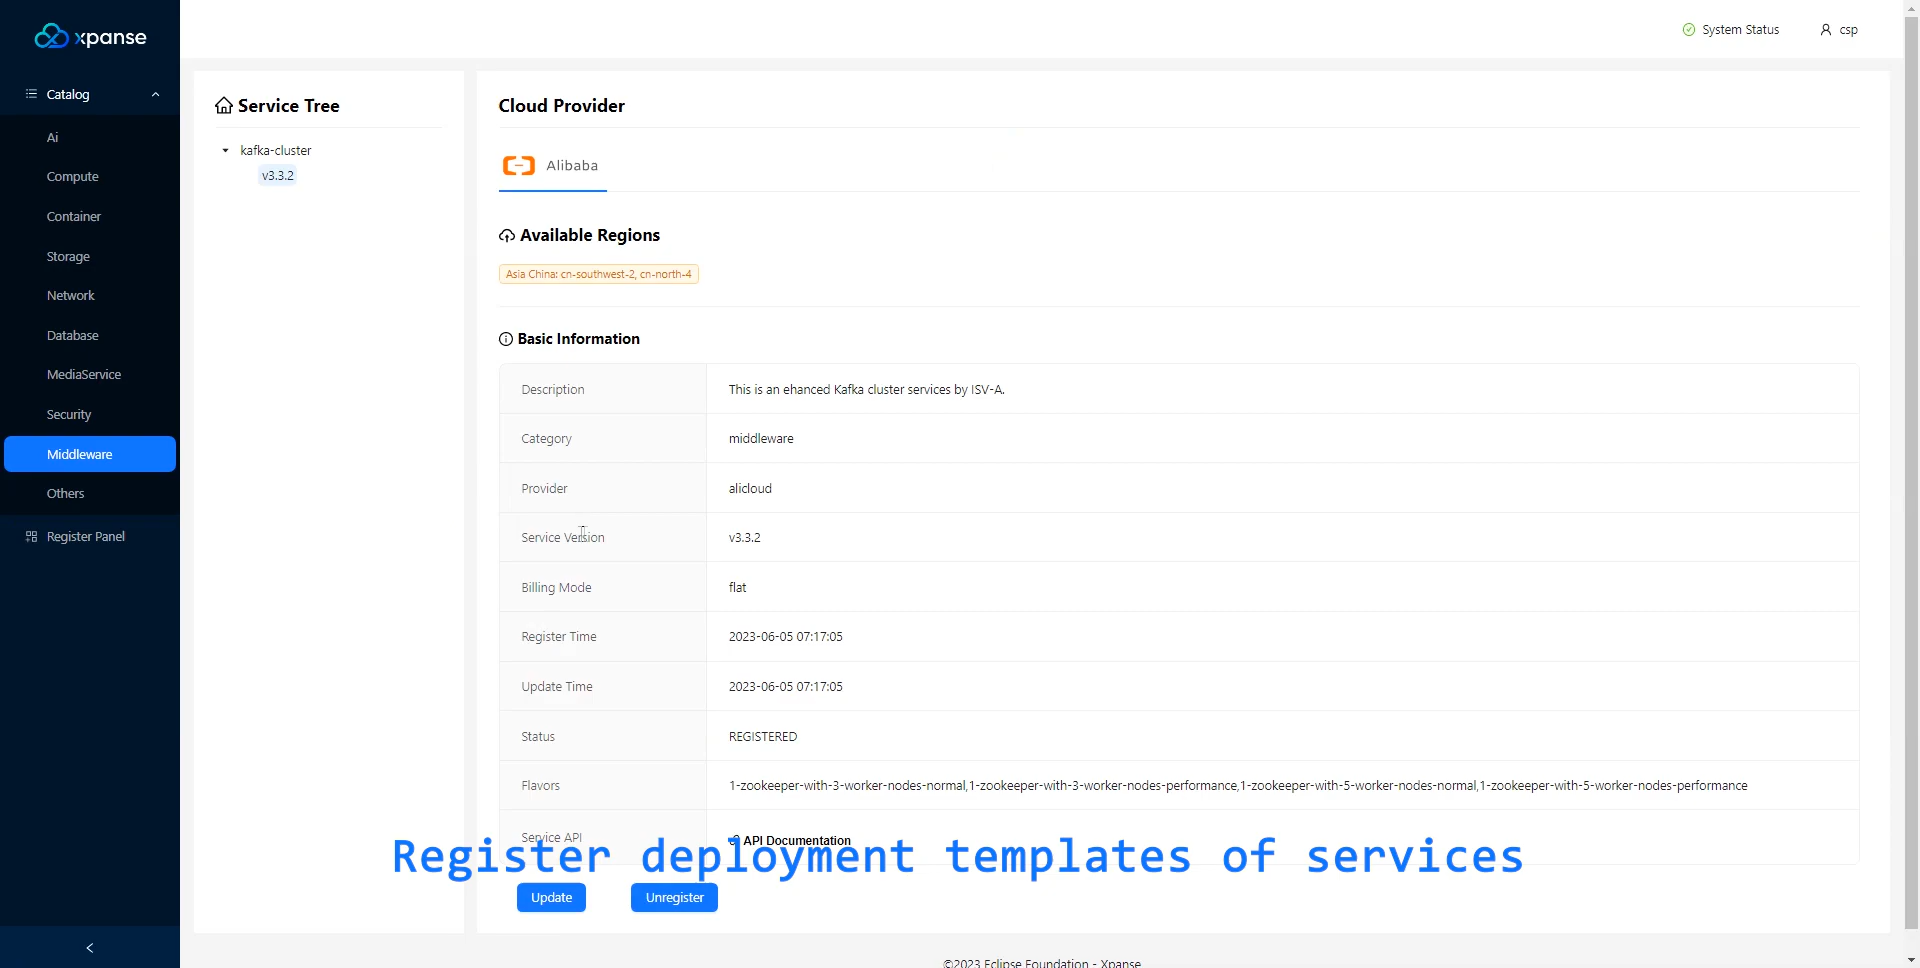 xpanse
System Status
csp
Catalog
Ai
Compute
Container
Storage
Network
Database
MediaService
Security
Middleware
Others
Register Panel
Service Tree
kafka-cluster
v3.3.2
Cloud Provider
Alibaba
Available Regions
Asia China: cn-southwest-2, cn-north-4
Basic Information
Description This is an ehanced Kafka cluster services by ISV-A.
Category middleware
Provider alicloud
Service Version v3.3.2
Billing Mode flat
Register Time 2023-06-05 07:17:05
Update Time 2023-06-05 07:17:05
Status REGISTERED
Flavors 1-zookeeper-with-3-worker-nodes-normal,1-zookeeper-with-3-worker-nodes-performance,1-zookeeper-with-5-worker-nodes-normal,1-zookeeper-with-5-worker-nodes-performance
Service API API Documentation
Register deployment templates of services
Update Unregister
©2023 Eclipse Foundation - Xpanse